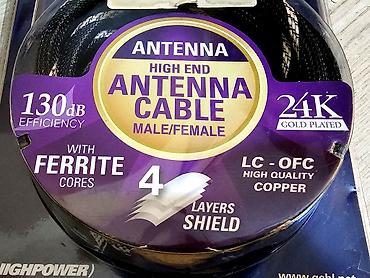 ANTENNA
HIGH END
ANTENNA
CABLE
MALE/FEMALE
130dB
EFFICIENCY
24K
GOLD PLATED
WITH
FERRITE
CORES
4
LAYERS
SHIELD
LC - OFC
HIGH QUALITY
COPPER
HIGHPOWER)